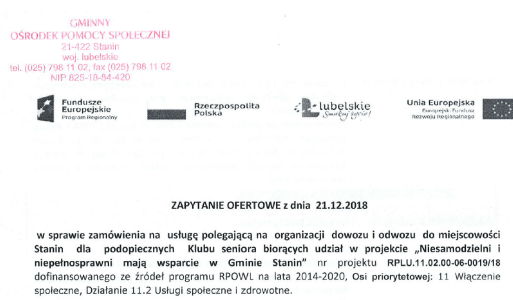 GMINNY
OŚRODEK POMOCY SPOŁECZNEJ
21-422 Stanin
woj. lubelskie
tel. (025) 798 11 02, fax (025) 798 11 02
NIP 825-18-84-420
Fundusze
Europejskie
Program Regionalny
Rzeczpospolita
Polska
lubelskie
Smakuj życie!
Unia Europejska
Europejski Fundusz
Rozwoju Regionalnego
ZAPYTANIE OFERTOWE z dnia 21.12.2018
w sprawie zamówienia na usługę polegającą na organizacji dowozu i odwozu do miejscowości
Stanin dla podopiecznych Klubu seniora biorących udział w projekcie „Niesamodzielni i
niepełnosprawni mają wsparcie w Gminie Stanin" nr projektu RPLU.11.02.00-06-0019/18
dofinansowanego ze źródeł programu RPOWL na lata 2014-2020, Osi priorytetowej: 11 Włączenie
społeczne, Działanie 11.2 Usługi społeczne i zdrowotne.